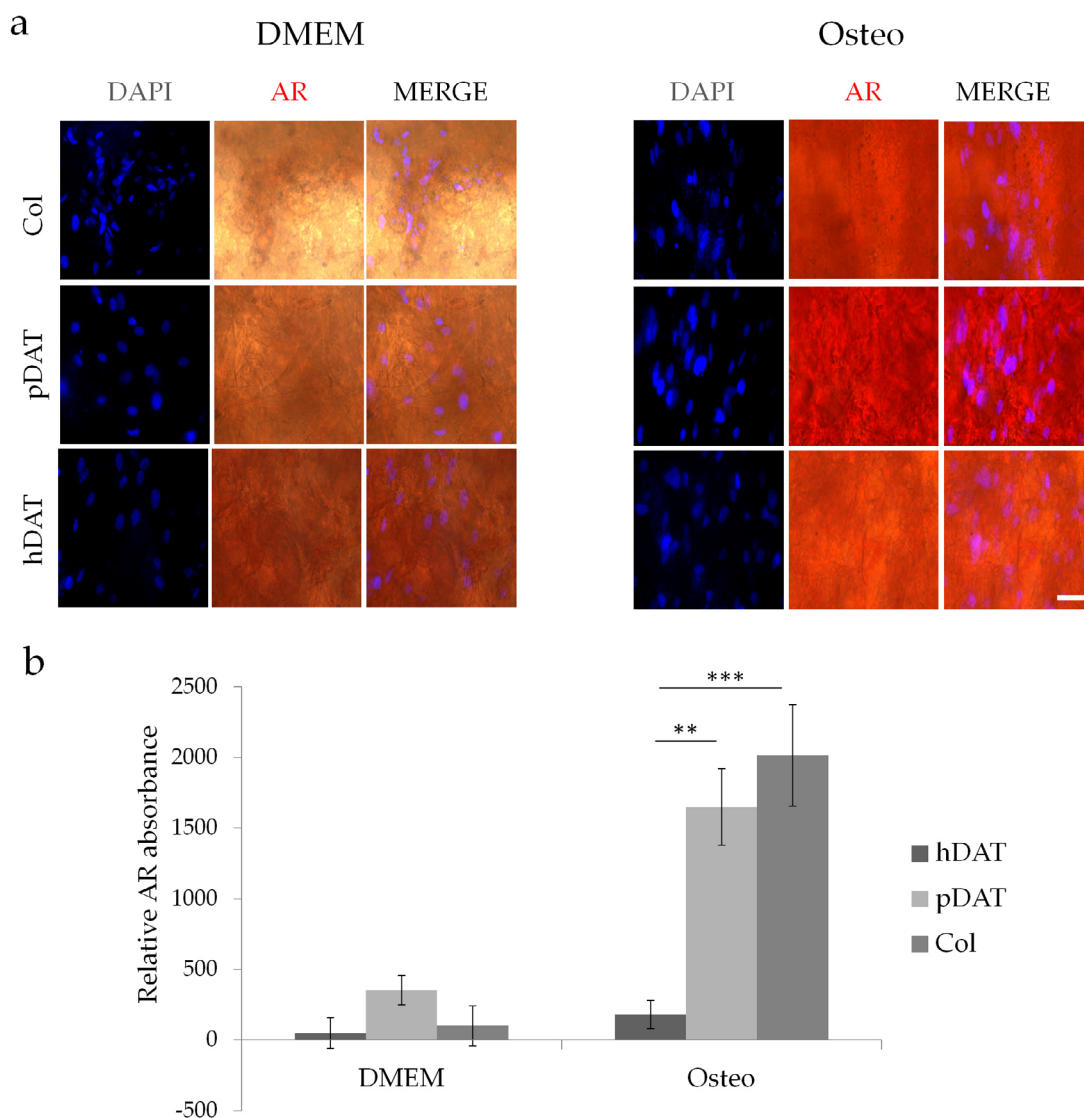 a
DMEM Osteo
DAPI AR MERGE DAPI AR MERGE
Col
pDAT
hDAT
b
Relative AR absorbance
2500
2000
1500
1000
500
0
-500
***
**
DMEM Osteo
hDAT
pDAT
Col